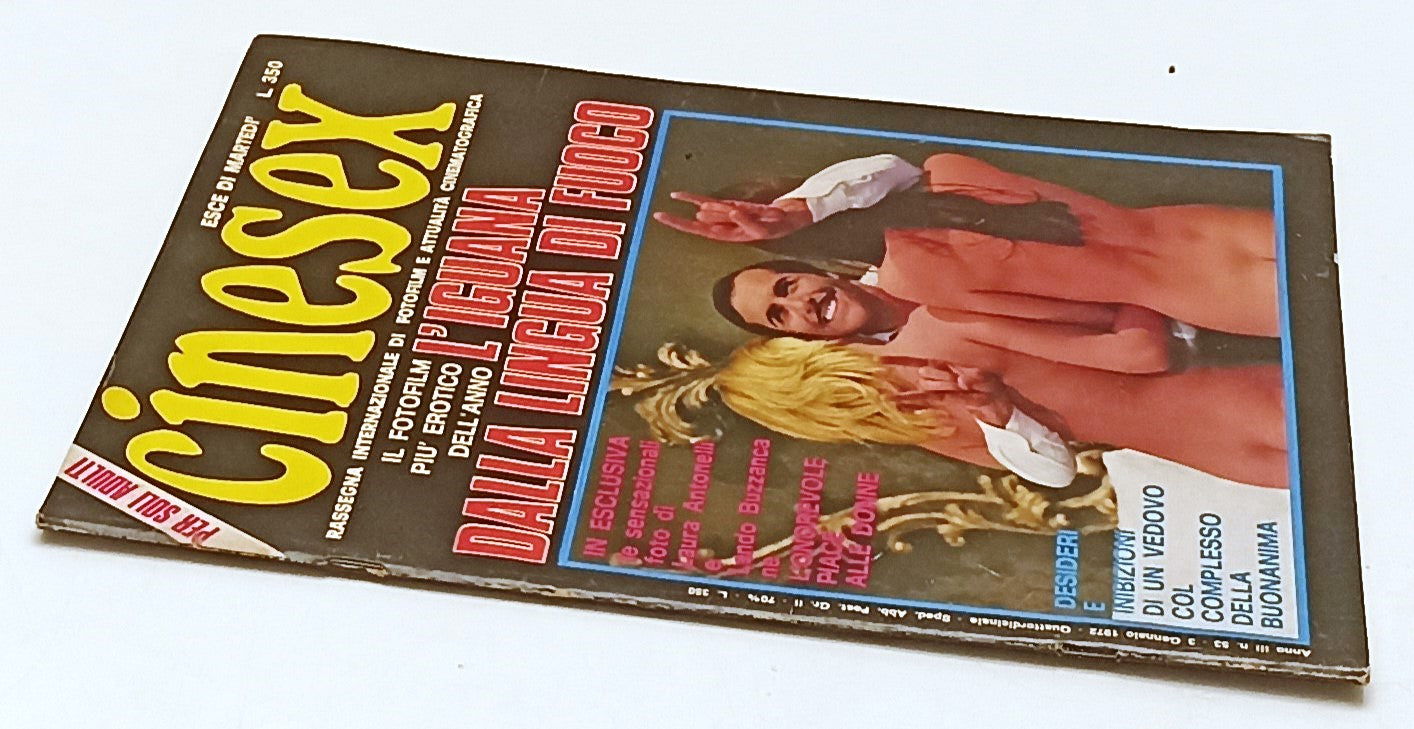 PER SOLI ADULTI
ESCE DI MARTEDI' L. 350
cinesex
RASSEGNA INTERNAZIONALE DI FOTOFILM E ATTUALITÀ CINEMATOGRAFICA
IL FOTOFILM
PIU' EROTICO
DELL'ANNO
L'IGUANA
DALLA LINGUA DI FUOCO
IN ESCLUSIVA
le sensazionali
foto di
Laura Antonelli
e
Lando Buzzanca
ne
L'ONOREVOLE
PIACE
ALLE DONNE
DESIDERI
E
INIBIZIONI
DI UN VEDOVO
COL
COMPLESSO
DELLA
BUONANIMA
Anno III n. 53 - 3 Gennaio 1972 - Quattordicinale - Sped. Abb. Post. Gr. II - 70% - L. 350